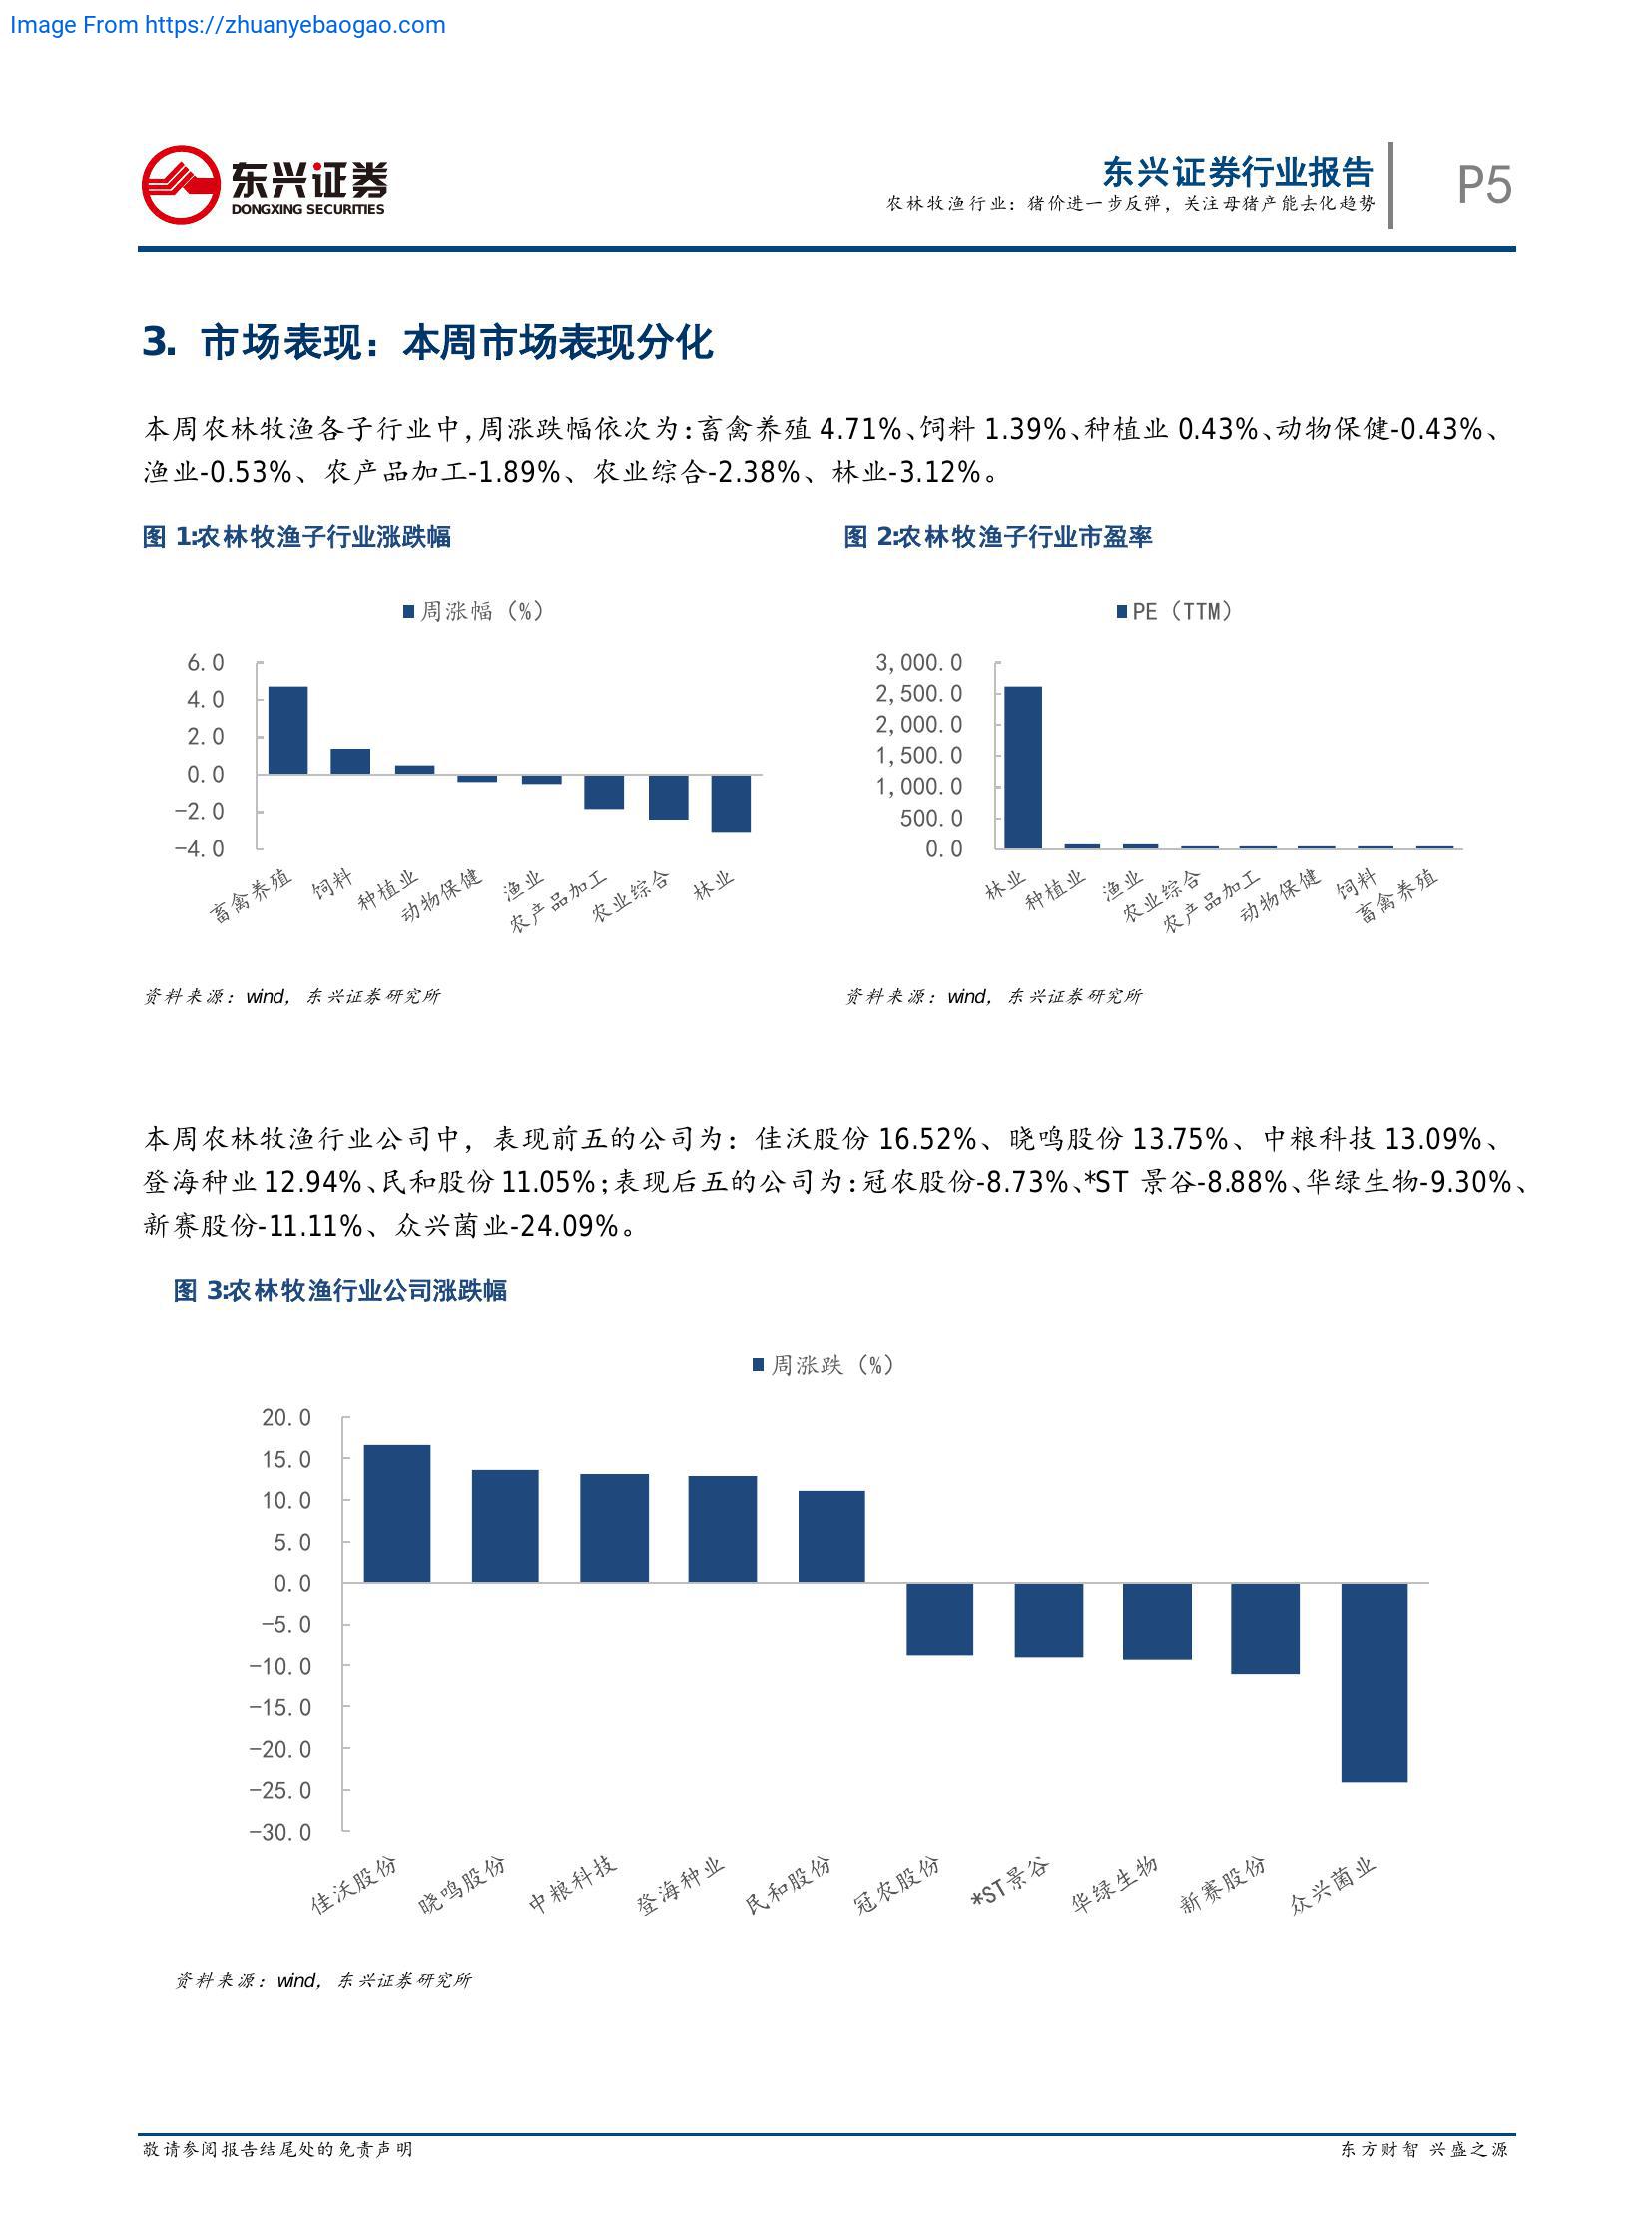 Image From https://zhuanyebaogao.com
东兴证券
DONGXING SECURITIES
东兴证券行业报告
农林牧渔行业：猪价进一步反弹，关注母猪产能去化趋势
P5
3. 市场表现：本周市场表现分化
本周农林牧渔各子行业中，周涨跌幅依次为：畜禽养殖 4.71%、饲料 1.39%、种植业 0.43%、动物保健-0.43%、
渔业-0.53%、农产品加工-1.89%、农业综合-2.38%、林业-3.12%。
图 1:农林牧渔子行业涨跌幅
周涨幅（%）
6.0
4.0
2.0
0.0
-2.0
-4.0
畜禽养殖
饲料
种植业
动物保健
渔业
农产品加工
农业综合
林业
资料来源：wind，东兴证券研究所
图 2:农林牧渔子行业市盈率
PE（TTM）
3,000.0
2,500.0
2,000.0
1,500.0
1,000.0
500.0
0.0
林业
种植业
渔业
农业综合
农产品加工
动物保健
饲料
畜禽养殖
资料来源：wind，东兴证券研究所
本周农林牧渔行业公司中，表现前五的公司为：佳沃股份 16.52%、晓鸣股份 13.75%、中粮科技 13.09%、
登海种业 12.94%、民和股份 11.05%；表现后五的公司为：冠农股份-8.73%、*ST 景谷-8.88%、华绿生物-9.30%、
新赛股份-11.11%、众兴菌业-24.09%。
图 3:农林牧渔行业公司涨跌幅
周涨跌（%）
20.0
15.0
10.0
5.0
0.0
-5.0
-10.0
-15.0
-20.0
-25.0
-30.0
佳沃股份
晓鸣股份
中粮科技
登海种业
民和股份
冠农股份
*ST景谷
华绿生物
新赛股份
众兴菌业
资料来源：wind，东兴证券研究所
敬请参阅报告结尾处的免责声明
东方财智 兴盛之源